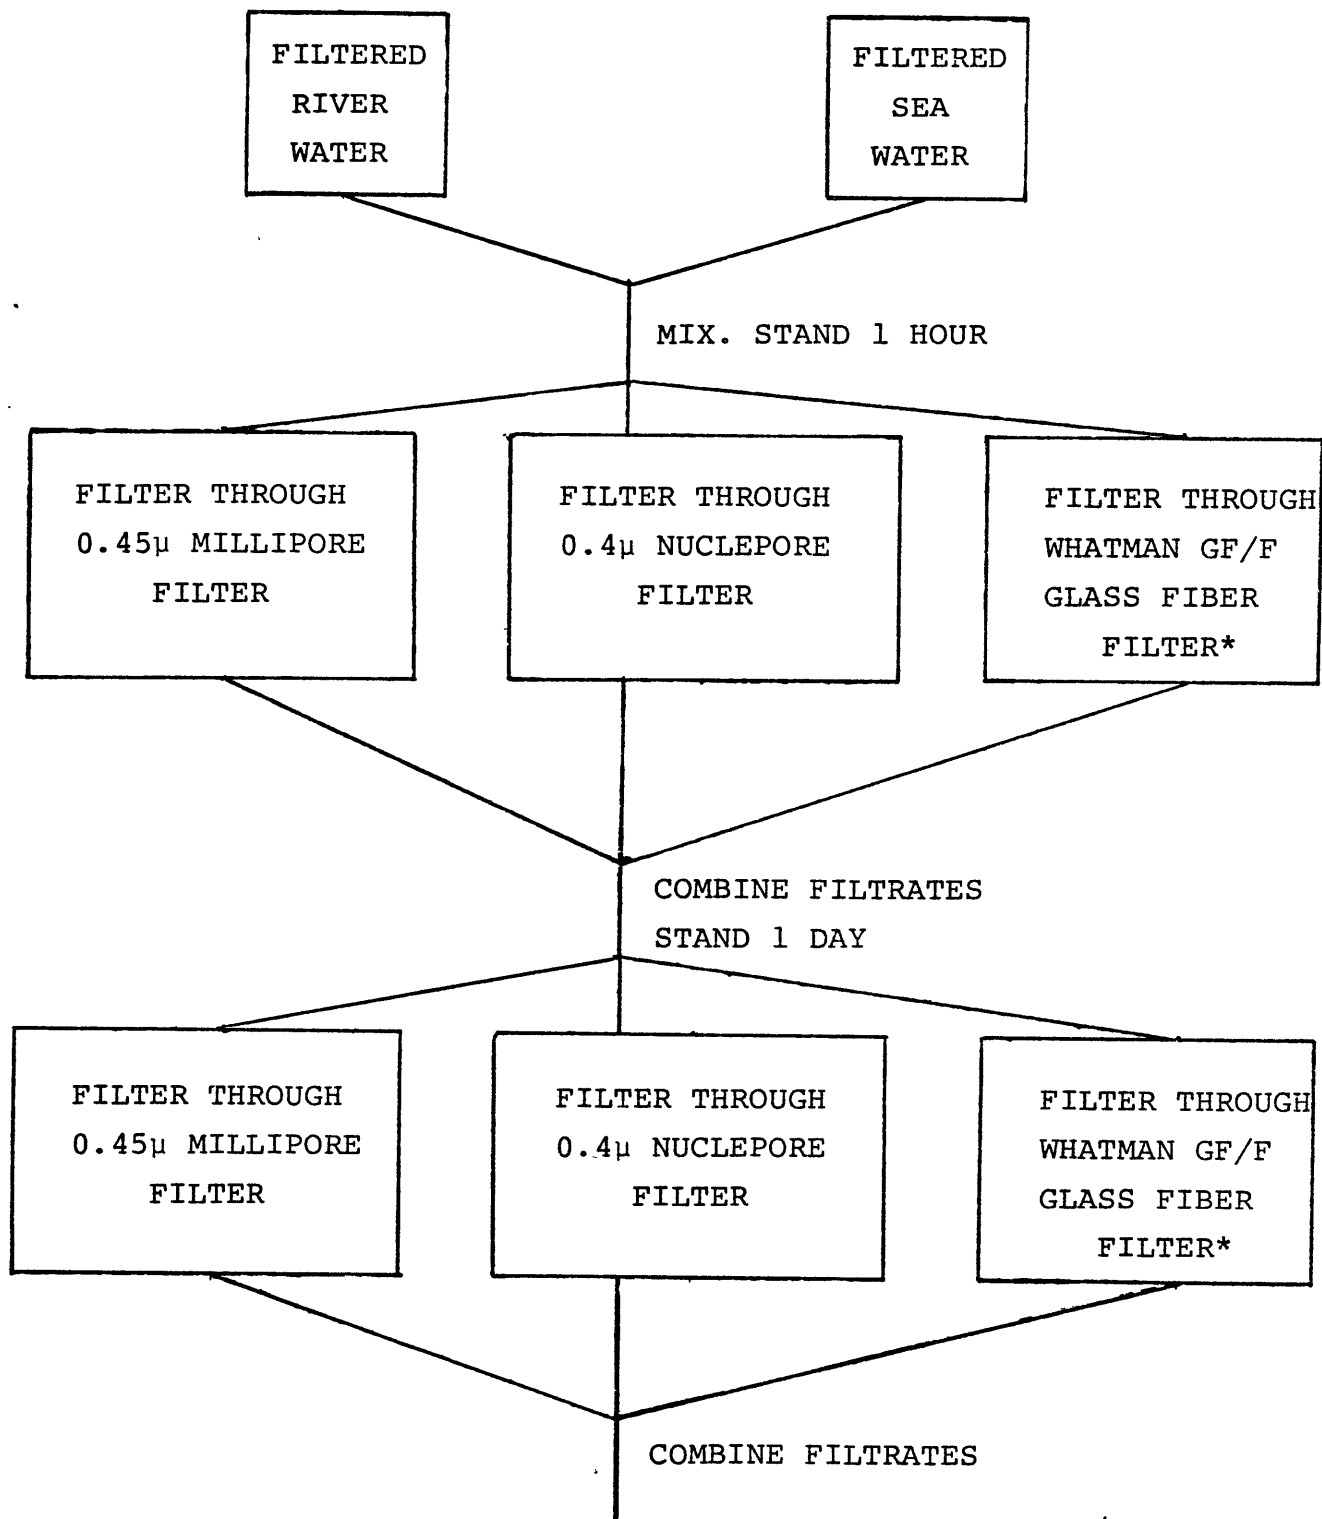 FILTERED
RIVER
WATER
FILTERED
SEA
WATER
MIX. STAND 1 HOUR
FILTER THROUGH
0.45µ MILLIPORE
FILTER
FILTER THROUGH
0.4µ NUCLEPORE
FILTER
FILTER THROUGH
WHATMAN GF/F
GLASS FIBER
FILTER*
COMBINE FILTRATES
STAND 1 DAY
FILTER THROUGH
0.45µ MILLIPORE
FILTER
FILTER THROUGH
0.4µ NUCLEPORE
FILTER
FILTER THROUGH
WHATMAN GF/F
GLASS FIBER
FILTER*
COMBINE FILTRATES